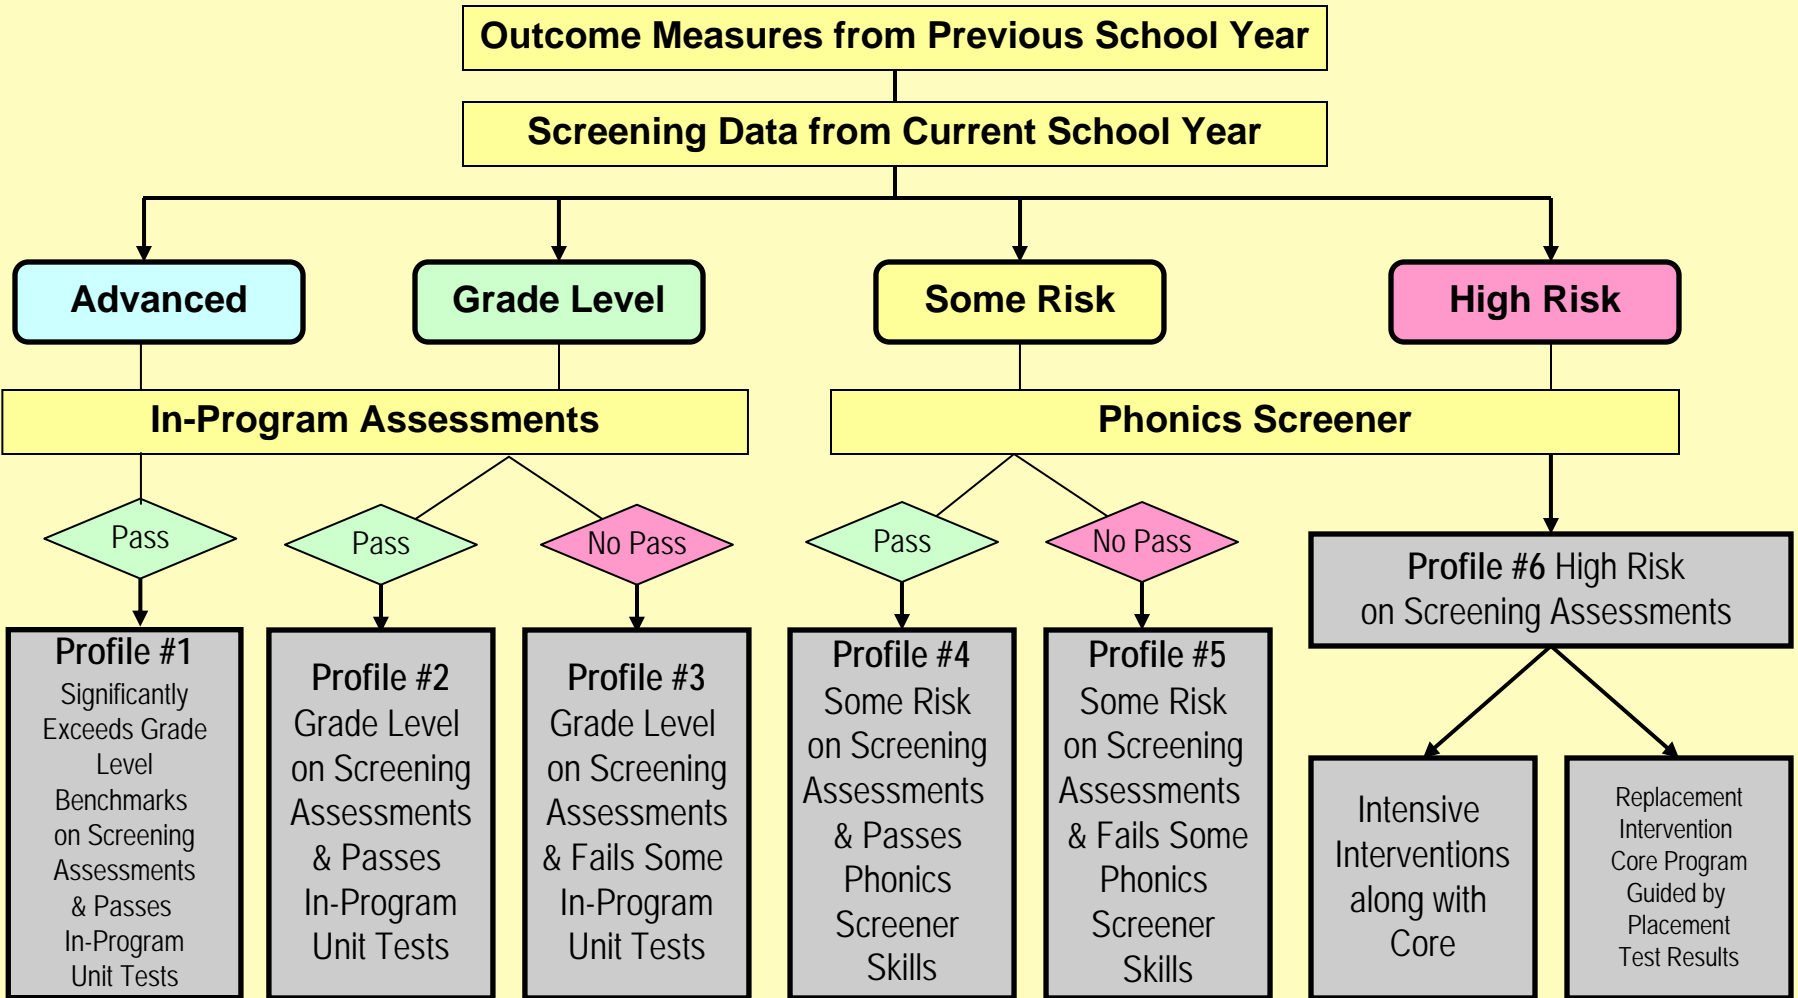 Outcome Measures from Previous School Year
Screening Data from Current School Year
Advanced
Grade Level
Some Risk
High Risk
In-Program Assessments
Phonics Screener
Pass
Pass
No Pass
Pass
No Pass
Profile #1
Significantly
Exceeds Grade
Level
Benchmarks
on Screening
Assessments
& Passes
In-Program
Unit Tests
Profile #2
Grade Level
on Screening
Assessments
& Passes
In-Program
Unit Tests
Profile #3
Grade Level
on Screening
Assessments
& Fails Some
In-Program
Unit Tests
Profile #4
Some Risk
on Screening
Assessments
& Passes
Phonics
Screener
Skills
Profile #5
Some Risk
on Screening
Assessments
& Fails Some
Phonics
Screener
Skills
Profile #6 High Risk
on Screening Assessments
Intensive
Interventions
along with
Core
Replacement
Intervention
Core Program
Guided by
Placement
Test Results